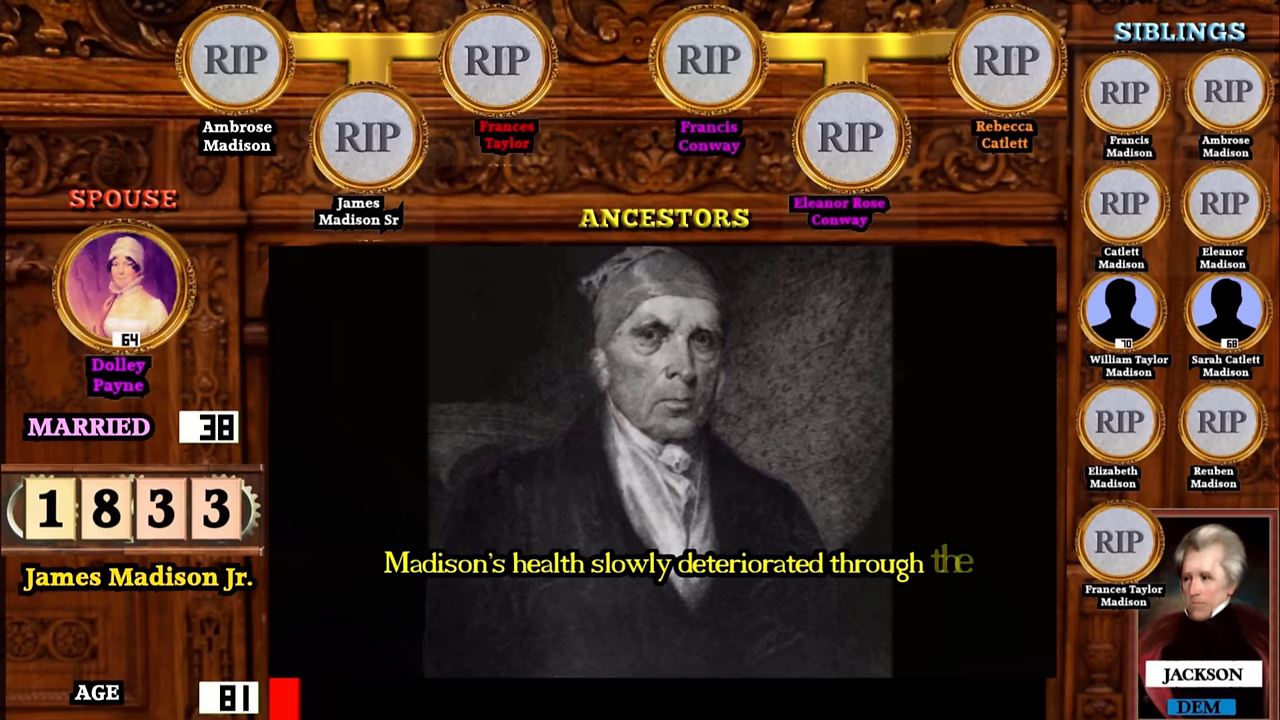 RIP
RIP
RIP
RIP
Ambrose
Madison
Frances
Taylor
Francis
Conway
Rebecca
Catlett
RIP
RIP
James
Madison Sr
Eleanor Rose
Conway
ANCESTORS
SPOUSE
64
Dolley
Payne
MARRIED
38
1833
James Madison Jr.
AGE
81
Madison's health slowly deteriorated through the
SIBLINGS
RIP
RIP
Francis
Madison
Ambrose
Madison
RIP
RIP
Catlett
Madison
Eleanor
Madison
70
68
William Taylor
Madison
Sarah Catlett
Madison
RIP
RIP
Elizabeth
Madison
Reuben
Madison
RIP
Frances Taylor
Madison
JACKSON
DEM